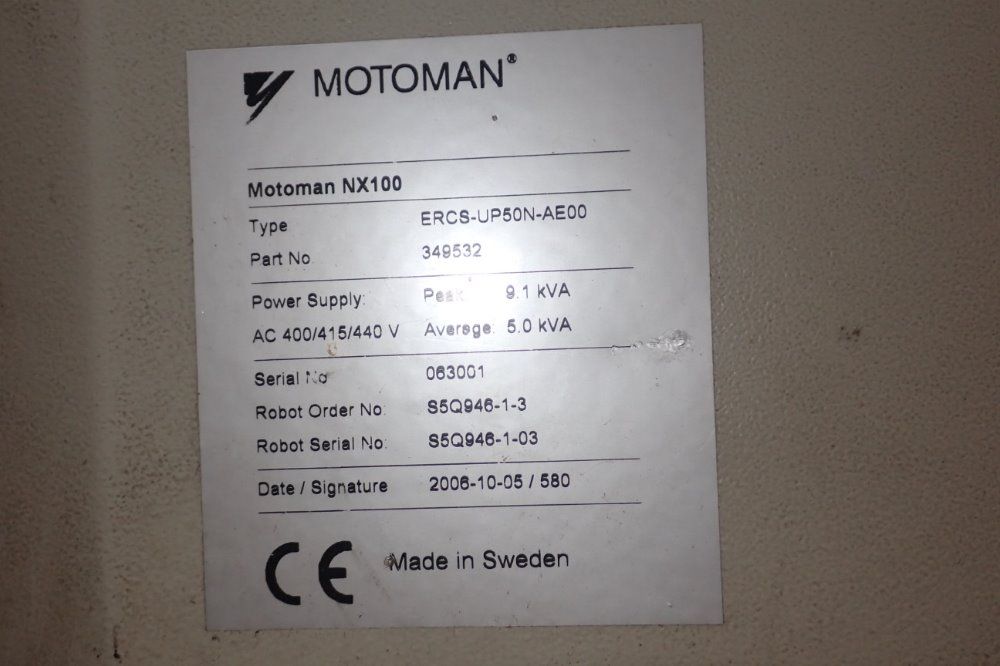 MOTOMAN®
Motoman NX100
Type ERCS-UP50N-AE00
Part No 349532
Power Supply: Peak: 9.1 kVA
AC 400/415/440 V Average: 5.0 kVA
Serial No 063001
Robot Order No: S5Q946-1-3
Robot Serial No: S5Q946-1-03
Date / Signature 2006-10-05 / 580
CE Made in Sweden